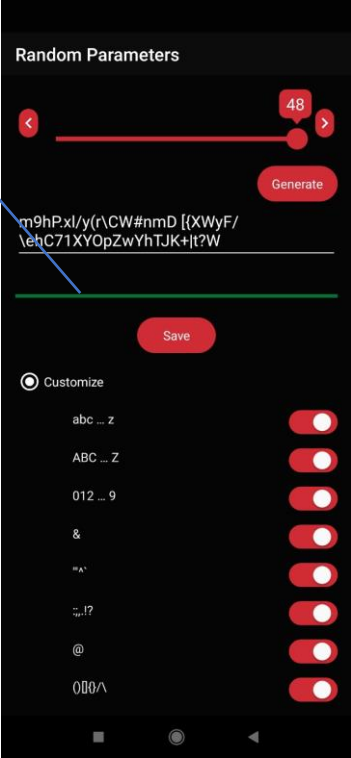 Random Parameters
48
Generate
m9hP.xl/y(r\CW#nmD [{XWyF/
\ehC71XYOpZwYhTJK+|t?W
Save
Customize
abc ... z
ABC ... Z
012 ... 9
&
"'^`
:;,.!?
@
()[]{}/\